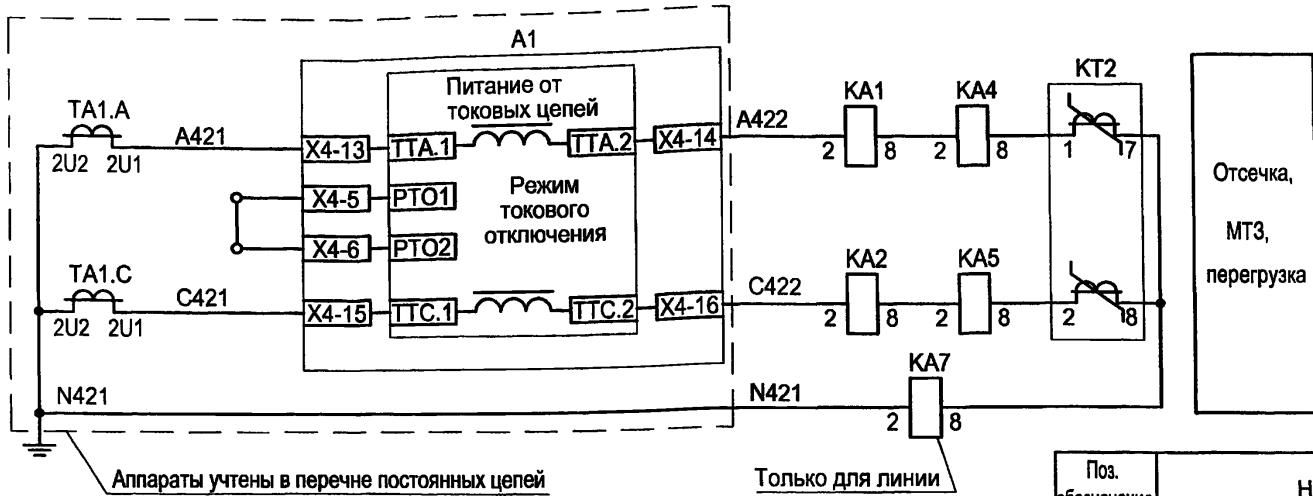 A1
Питание от
токовых цепей
TA1.A
2U2 2U1
A421
X4-13
TTA.1
TTA.2
X4-14
A422
KA1
2 8
KA4
2 8
KT2
1 7
X4-5
PTO1
X4-6
PTO2
Режим
токового
отключения
TA1.C
2U2 2U1
C421
X4-15
TTC.1
TTC.2
X4-16
C422
KA2
2 8
KA5
2 8
2 8
N421
N421
KA7
2 8
Отсечка,
МТЗ,
перегрузка
Аппараты учтены в перечне постоянных цепей
Только для линии
Поз.
обозначение
Н